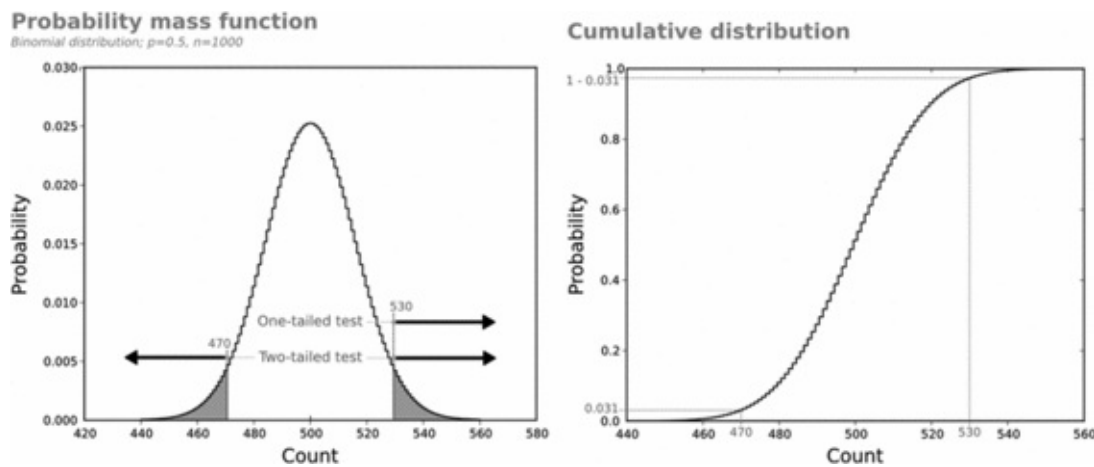 Probability mass function
Binomial distribution; p=0.5, n=1000
0.030
0.025
0.020
0.015
0.010
0.005
0.000
Probability
530
One-tailed test
470
Two-tailed test
420 440 460 480 500 520 540 560 580
Count
Cumulative distribution
1.0
1 - 0.031
0.8
0.6
0.4
0.2
0.031
0.0
Probability
440 460 470 480 500 520 530 540 560
Count